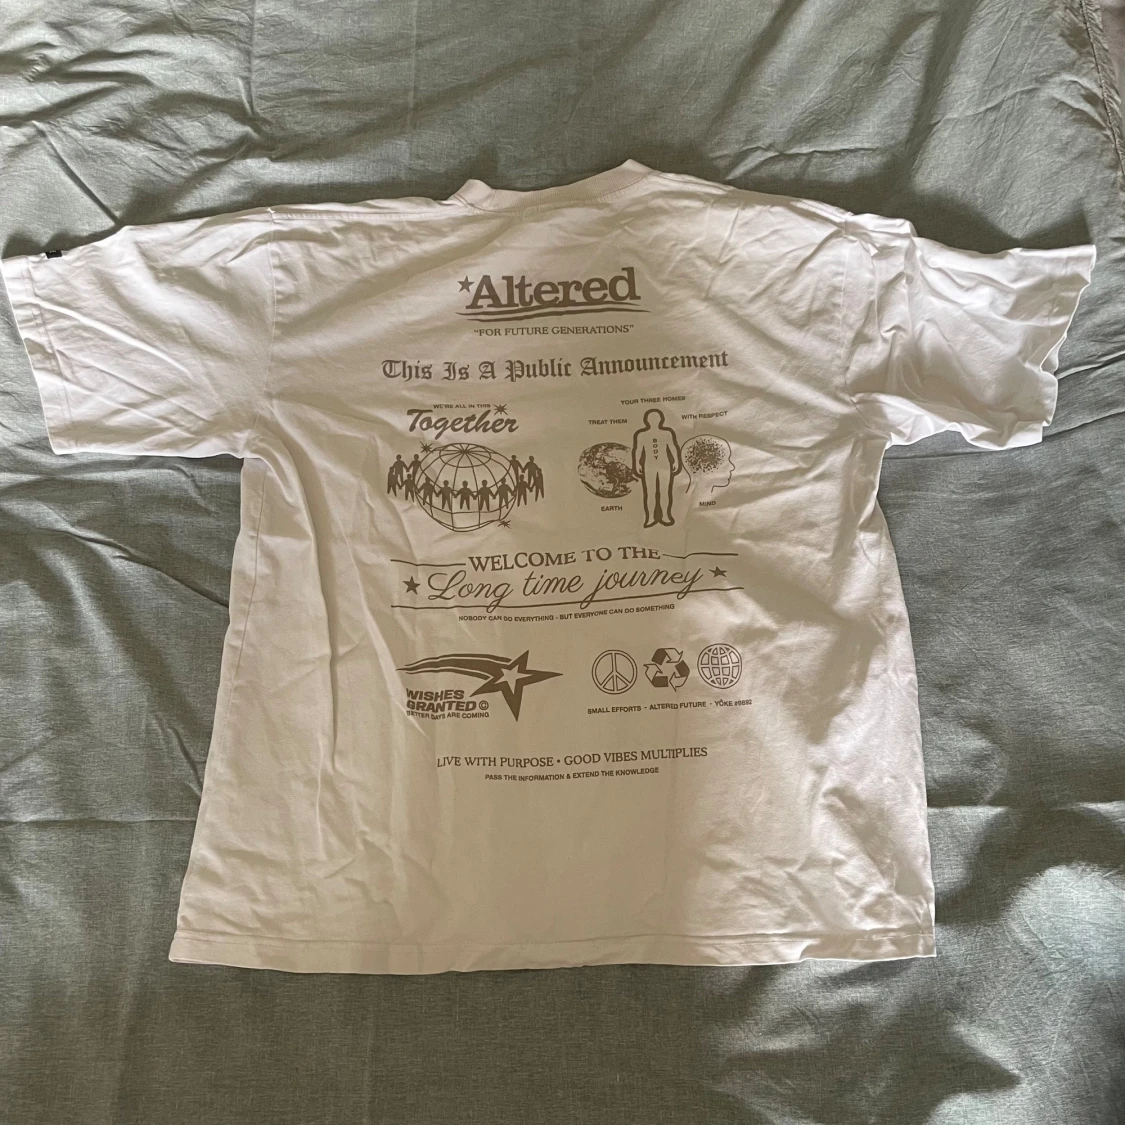 Altered
"FOR FUTURE GENERATIONS"
This Is A Public Announcement
WE'RE ALL IN THIS
Together
YOUR THREE HOMES
TREAT THEM
WITH RESPECT
BODY
EARTH
MIND
WELCOME TO THE
Long time journey
NOBODY CAN DO EVERYTHING - BUT EVERYONE CAN DO SOMETHING
WISHES
GRANTED ©
BETTER DAYS ARE COMING
SMALL EFFORTS - ALTERED FUTURE - YÖKE
LIVE WITH PURPOSE • GOOD VIBES MULTIPLIES
PASS THE INFORMATION & EXTEND THE KNOWLEDGE